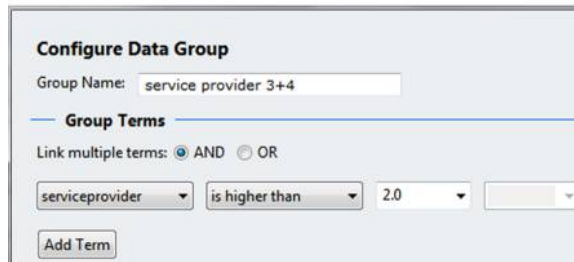 Configure Data Group
Group Name: service provider 3+4
Group Terms
Link multiple terms: AND OR
serviceprovider is higher than 2.0
Add Term